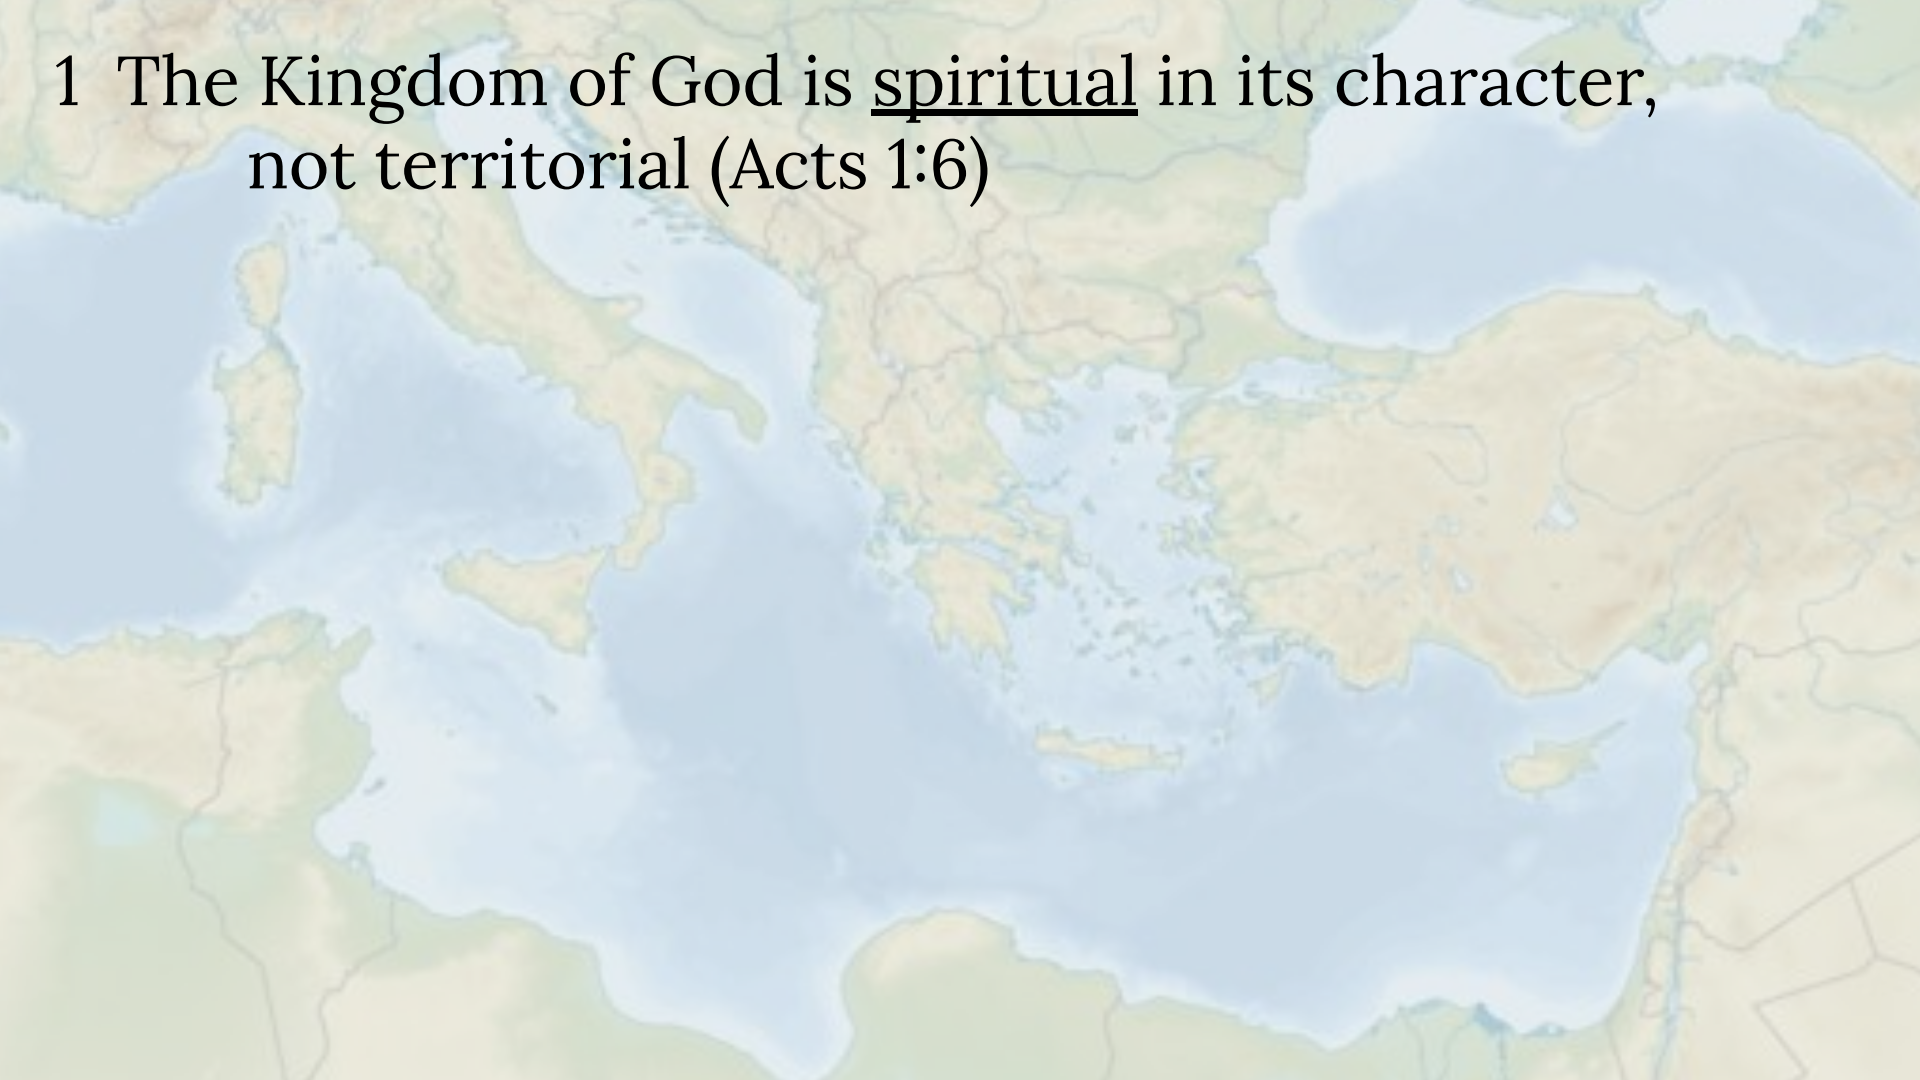 1 The Kingdom of God is spiritual in its character,
not territorial (Acts 1:6)